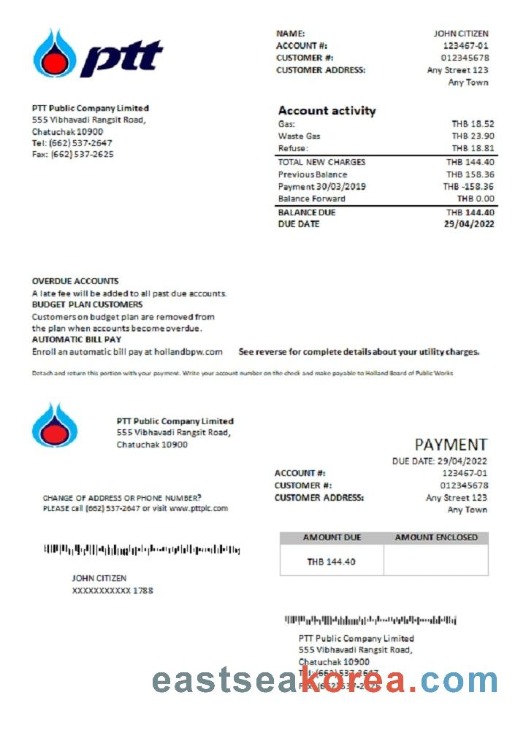 ptt
NAME: JOHN CITIZEN
ACCOUNT #: 123467-01
CUSTOMER #: 012345678
CUSTOMER ADDRESS: Any Street 123
Any Town
PTT Public Company Limited
555 Vibhavadi Rangsit Road,
Chatuchak 10900
Tel: (662) 537-2647
Fax: (662) 537-2625
Account activity
Gas: THB 18.52
Waste Gas THB 23.90
Refuse: THB 18.81
TOTAL NEW CHARGES THB 144.40
Previous Balance THB 158.36
Payment 30/03/2019 THB -158.36
Balance Forward THB 0.00
BALANCE DUE THB 144.40
DUE DATE 29/04/2022
OVERDUE ACCOUNTS
A late fee will be added to all past due accounts.
BUDGET PLAN CUSTOMERS
Customers on budget plan are removed from
the plan when accounts become overdue.
AUTOMATIC BILL PAY
Enroll an automatic bill pay at hollandbpw.com See reverse for complete details about your utility charges.
Detach and return this portion with your payment. Write your account number on the check and make payable to Holland Board of Public Works
PTT Public Company Limited
555 Vibhavadi Rangsit Road,
Chatuchak 10900
PAYMENT
DUE DATE: 29/04/2022
ACCOUNT #: 123467-01
CUSTOMER #: 012345678
CUSTOMER ADDRESS: Any Street 123
Any Town
CHANGE OF ADDRESS OR PHONE NUMBER?
PLEASE call (662) 537-2647 or visit www.pttplc.com
AMOUNT DUE AMOUNT ENCLOSED
THB 144.40
JOHN CITIZEN
XXXXXXXXXXX 1788
PTT Public Company Limited
555 Vibhavadi Rangsit Road,
Chatuchak 10900
Tel: (662) 537-2647
eastseakorea.com